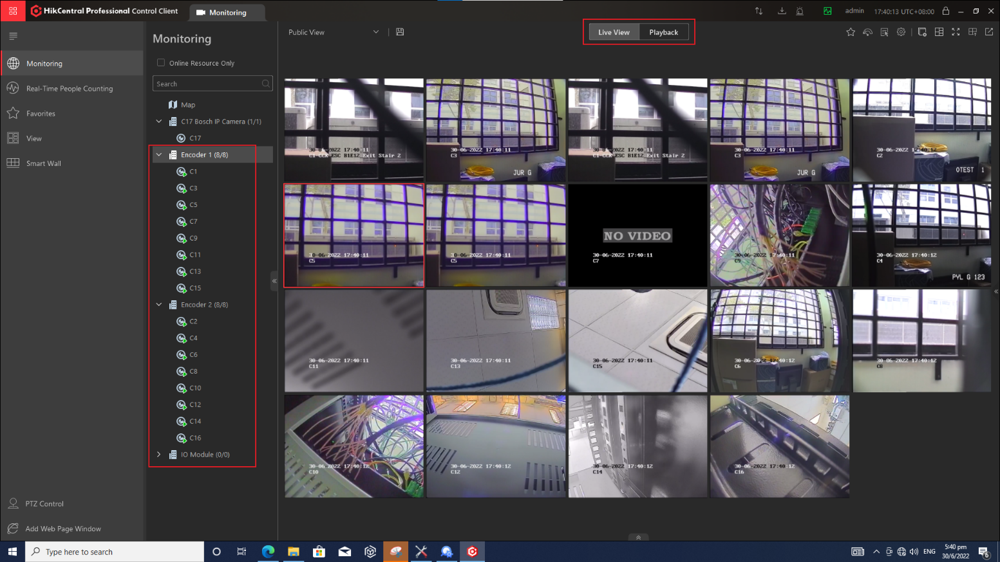 HikCentral Professional Control Client
Monitoring
admin
17:40:13 UTC+08:00
Monitoring
Real-Time People Counting
Favorites
View
Smart Wall
PTZ Control
Add Web Page Window
Monitoring
Online Resource Only
Search
Map
C17 Bosch IP Camera (1/1)
C17
Encoder 1 (8/8)
C1
C3
C5
C7
C9
C11
C13
C15
Encoder 2 (8/8)
C2
C4
C6
C8
C10
C12
C14
C16
IO Module (0/0)
Public View
Live View
Playback
30-06-2022 17:40:11
C1-CCK ESC B1E12 Exit Stair 2
30-06-2022 17:40:11
C3
JUR G
30-06-2022 17:40:11
C1-CCK ESC B1E12 Exit Stair 2
30-06-2022 17:40:11
C3
JUR G
30-06-2022 17:40:12
C2
OTEST 1
30-06-2022 17:40:11
C5
30-06-2022 17:40:11
C5
NO VIDEO
30-06-2022 17:40:11
C7
30-06-2022 17:40:11
C9
30-06-2022 17:40:12
C4
PYL G 123
30-06-2022 17:40:11
C11
30-06-2022 17:40:11
C13
30-06-2022 17:40:11
C15
30-06-2022 17:40:12
C6
30-06-2022 17:40:12
C8
30-06-2022 17:40:12
C10
30-06-2022 17:40:12
C12
30-06-2022 17:40:12
C14
30-06-2022 17:40:12
C16
Type here to search
ENG
5:40 pm
30/6/2022
6